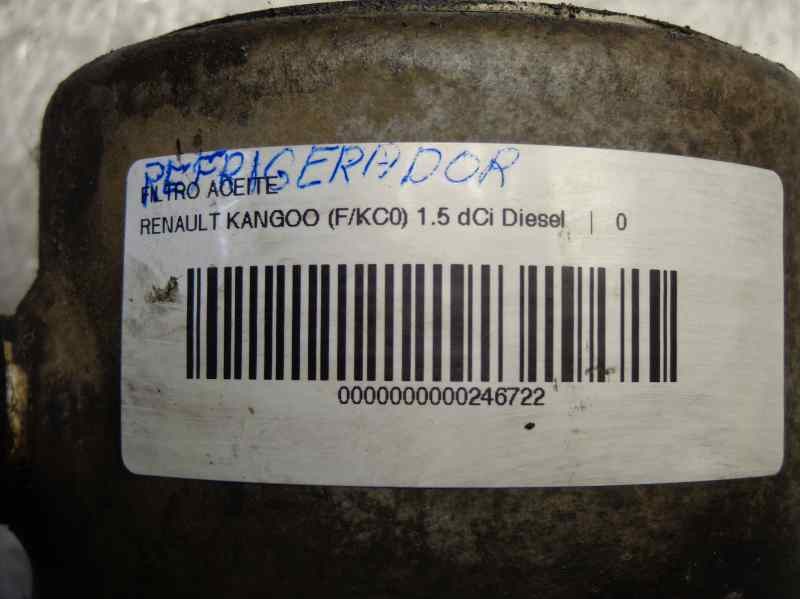 REFRIGERADOR
FILTRO ACEITE
RENAULT KANGOO (F/KC0) 1.5 dCi Diesel | 0
0000000000246722